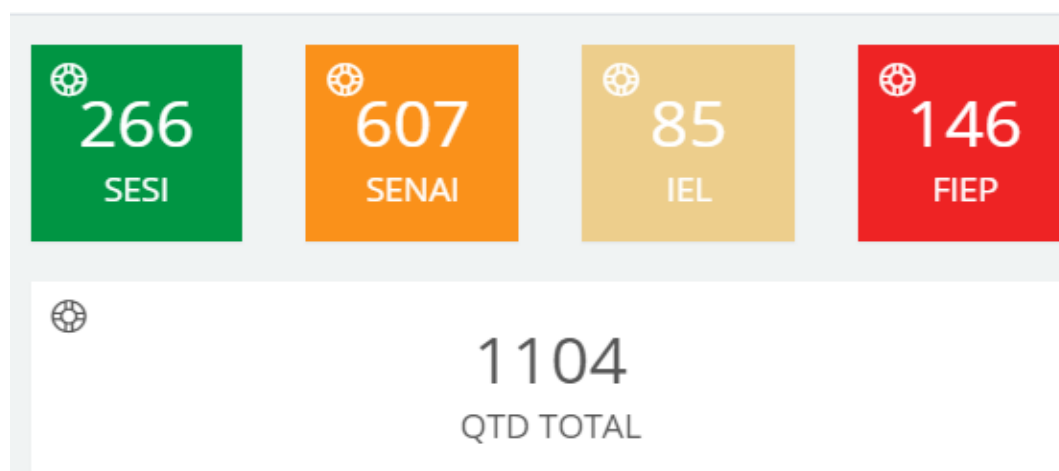 266 607 85 146
SESI SENAI IEL FIEP
1104
QTD TOTAL